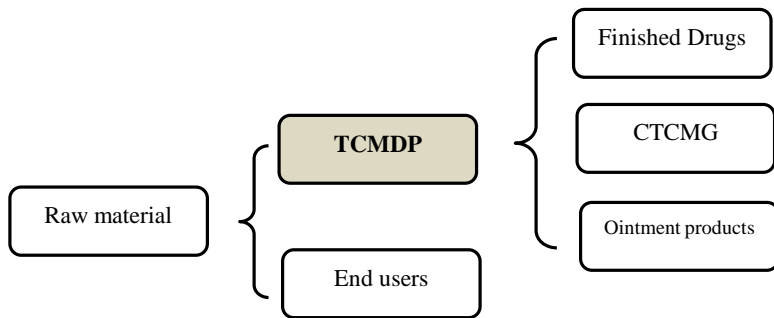 Raw material
TCMDP
End users
Finished Drugs
CTCMG
Ointment products